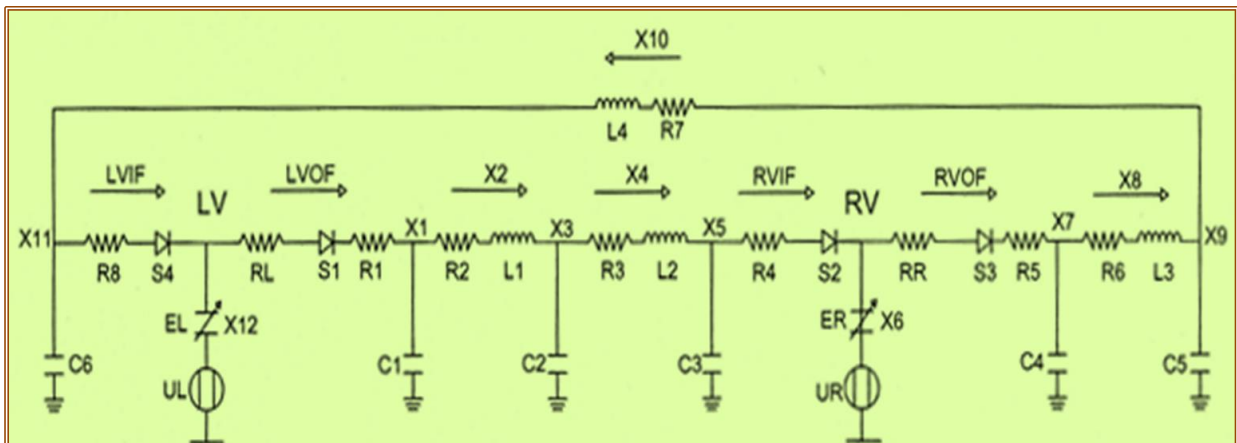 X10
L4 R7
LVIF LVOF X2 X4 RVIF RVOF X8
LV RV
X11 X1 X3 X5 X7 X9
R8 S4 RL S1 R1 R2 L1 R3 L2 R4 S2 RR S3 R5 R6 L3
EL X12 ER X6
C6 C1 C2 C3 C4 C5
UL UR